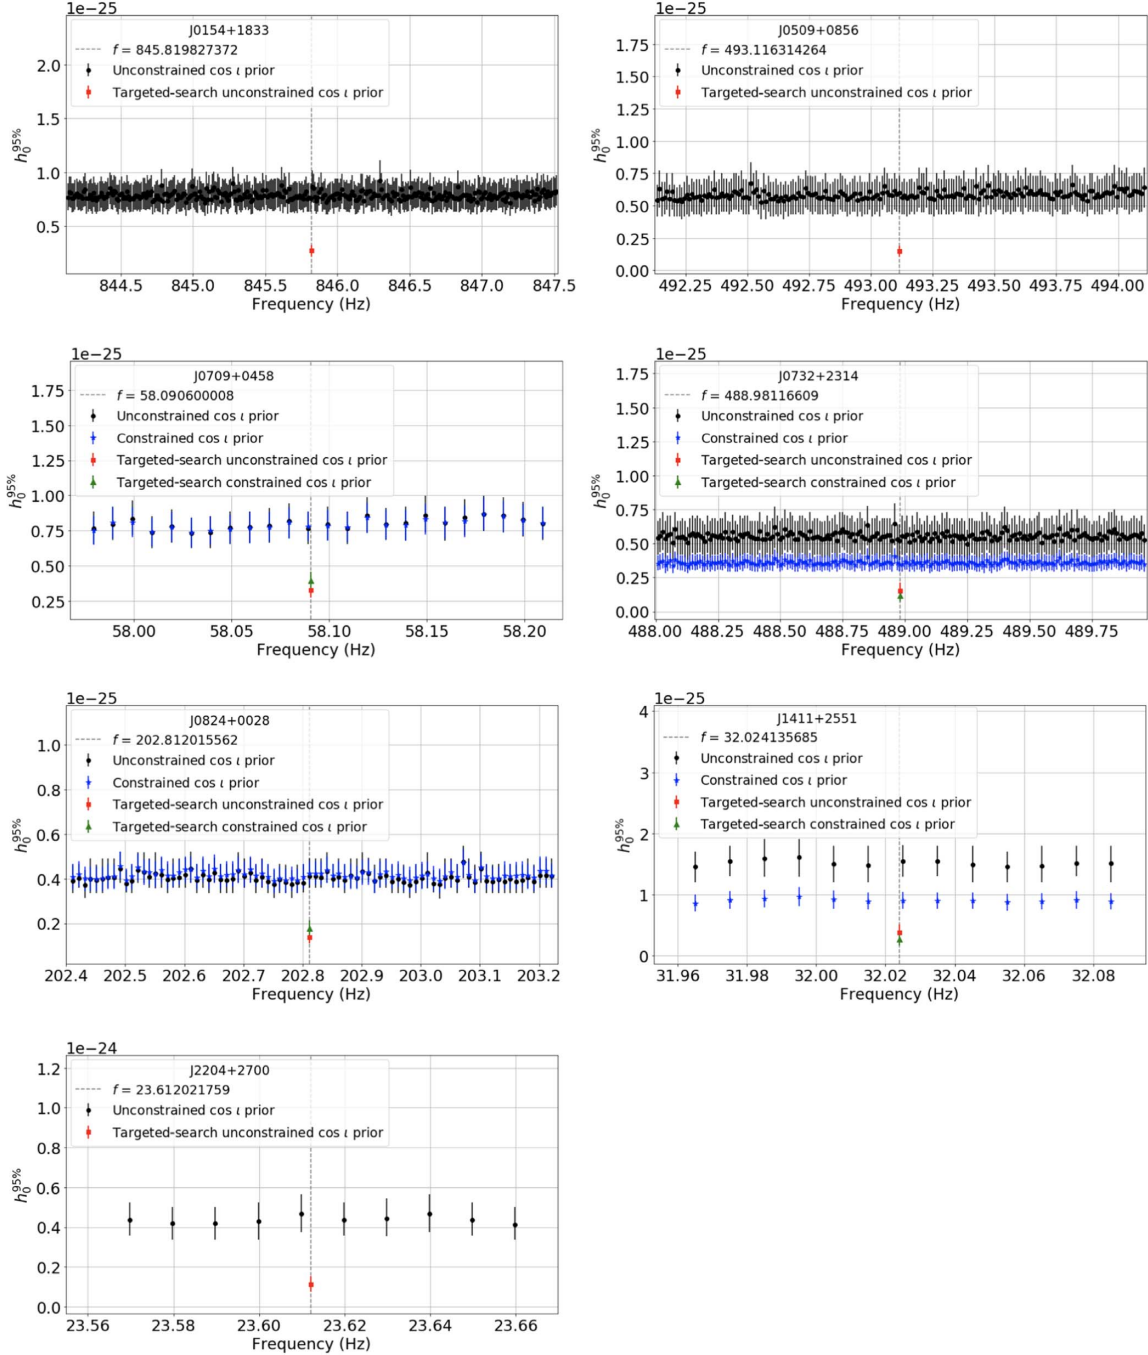 1e−25
J0154+1833
f = 845.819827372
Unconstrained cos ι prior
Targeted-search unconstrained cos ι prior
2.0
1.5
1.0
0.5
h₀⁹⁵%
844.5 845.0 845.5 846.0 846.5 847.0 847.5
Frequency (Hz)
1e−25
J0509+0856
f = 493.116314264
Unconstrained cos ι prior
Targeted-search unconstrained cos ι prior
1.75
1.50
1.25
1.00
0.75
0.50
0.25
0.00
h₀⁹⁵%
492.25 492.50 492.75 493.00 493.25 493.50 493.75 494.00
Frequency (Hz)
1e−25
J0709+0458
f = 58.090600008
Unconstrained cos ι prior
Constrained cos ι prior
Targeted-search unconstrained cos ι prior
Targeted-search constrained cos ι prior
1.75
1.50
1.25
1.00
0.75
0.50
0.25
h₀⁹⁵%
58.00 58.05 58.10 58.15 58.20
Frequency (Hz)
1e−25
J0732+2314
f = 488.98116609
Unconstrained cos ι prior
Constrained cos ι prior
Targeted-search unconstrained cos ι prior
Targeted-search constrained cos ι prior
1.75
1.50
1.25
1.00
0.75
0.50
0.25
0.00
h₀⁹⁵%
488.00 488.25 488.50 488.75 489.00 489.25 489.50 489.75
Frequency (Hz)
1e−25
J0824+0028
f = 202.812015562
Unconstrained cos ι prior
Constrained cos ι prior
Targeted-search unconstrained cos ι prior
Targeted-search constrained cos ι prior
1.0
0.8
0.6
0.4
0.2
h₀⁹⁵%
202.4 202.5 202.6 202.7 202.8 202.9 203.0 203.1 203.2
Frequency (Hz)
1e−25
J1411+2551
f = 32.024135685
Unconstrained cos ι prior
Constrained cos ι prior
Targeted-search unconstrained cos ι prior
Targeted-search constrained cos ι prior
4
3
2
1
0
h₀⁹⁵%
31.96 31.98 32.00 32.02 32.04 32.06 32.08
Frequency (Hz)
1e−24
J2204+2700
f = 23.612021759
Unconstrained cos ι prior
Targeted-search unconstrained cos ι prior
1.2
1.0
0.8
0.6
0.4
0.2
0.0
h₀⁹⁵%
23.56 23.58 23.60 23.62 23.64 23.66
Frequency (Hz)